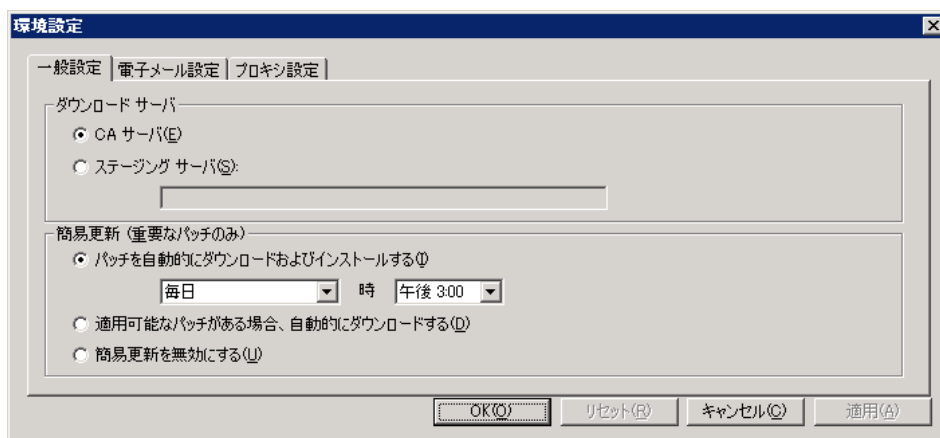 環境設定
一般設定 電子メール設定 プロキシ設定
ダウンロード サーバ
CA サーバ(E)
ステージング サーバ(S):
簡易更新 (重要なパッチのみ)
パッチを自動的にダウンロードおよびインストールする(I)
毎日 時 午後 3:00
適用可能なパッチがある場合、自動的にダウンロードする(D)
簡易更新を無効にする(U)
OK(O) リセット(R) キャンセル(C) 適用(A)